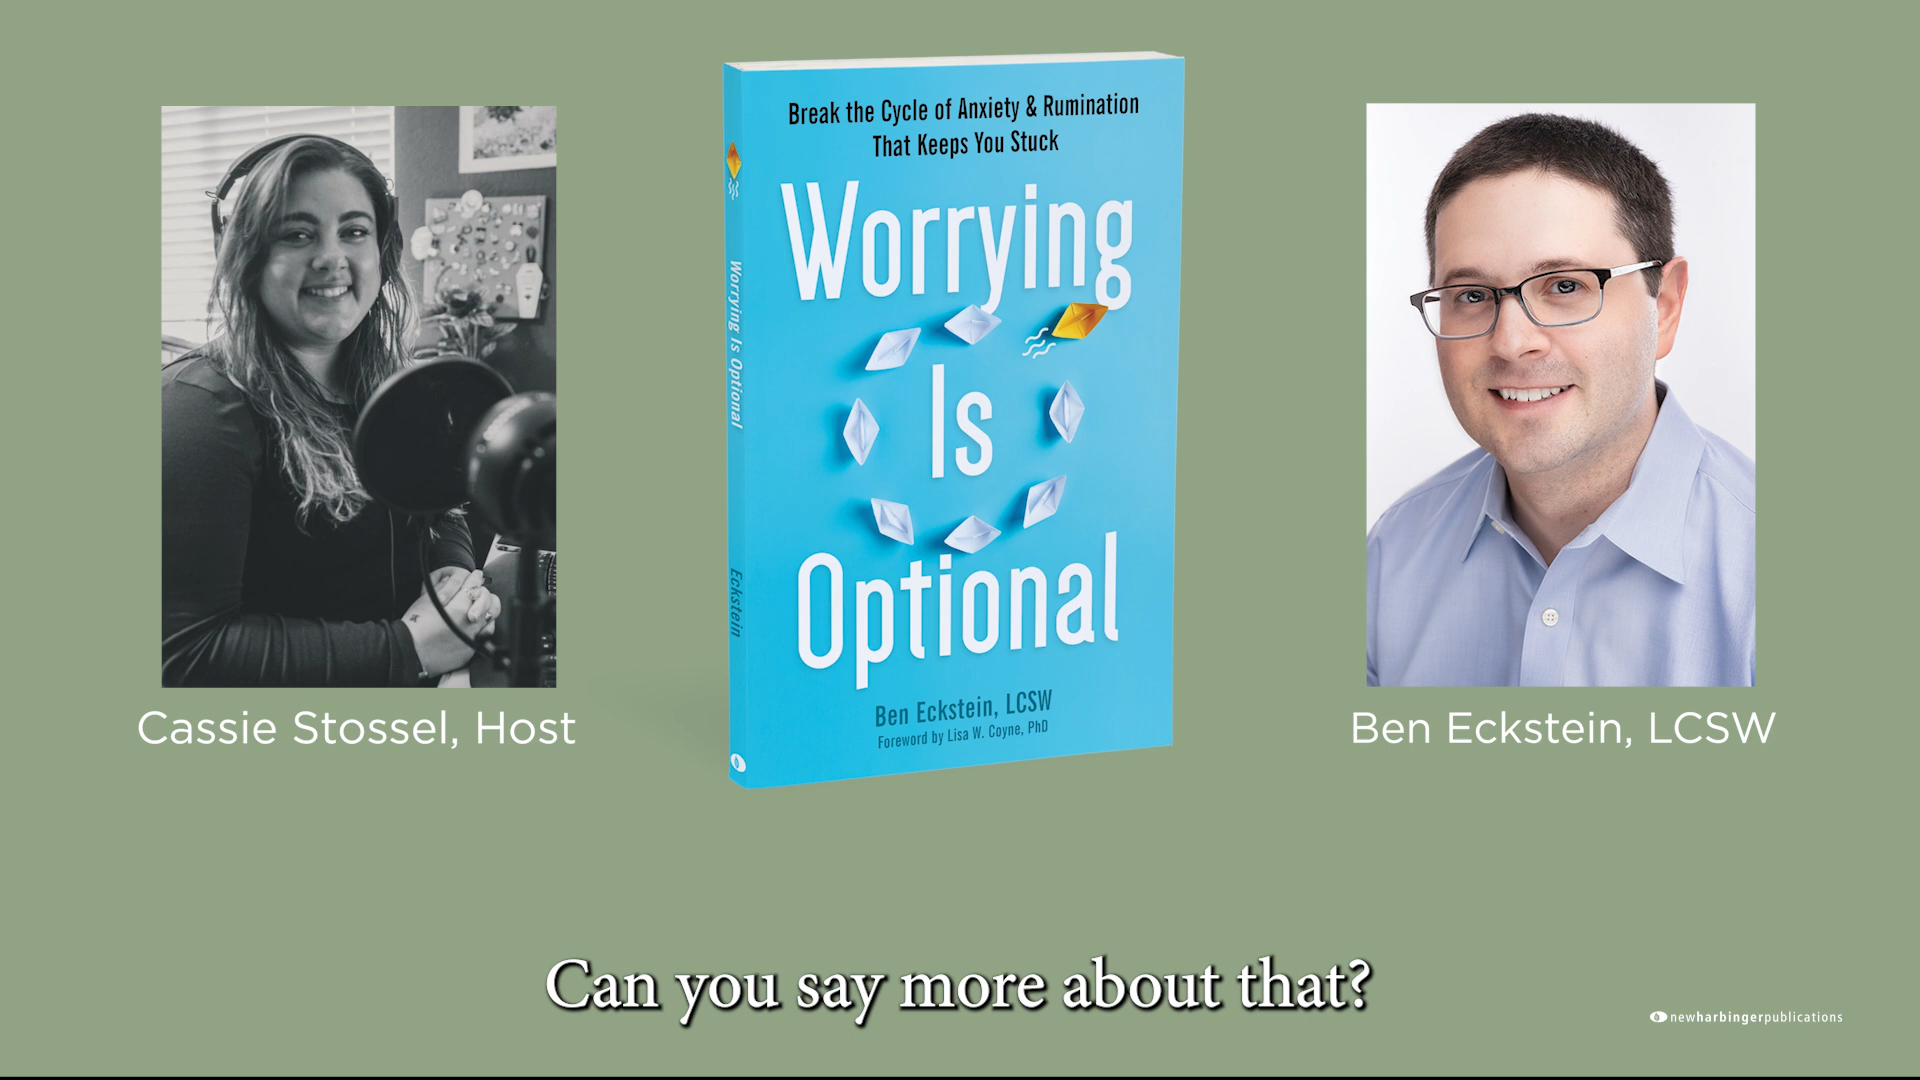 Break the Cycle of Anxiety & Rumination
That Keeps You Stuck
Worrying
Is
Optional
Ben Eckstein, LCSW
Foreword by Lisa W. Coyne, PhD
Worrying Is Optional
Eckstein
Cassie Stossel, Host
Ben Eckstein, LCSW
Can you say more about that?
newharbingerpublications